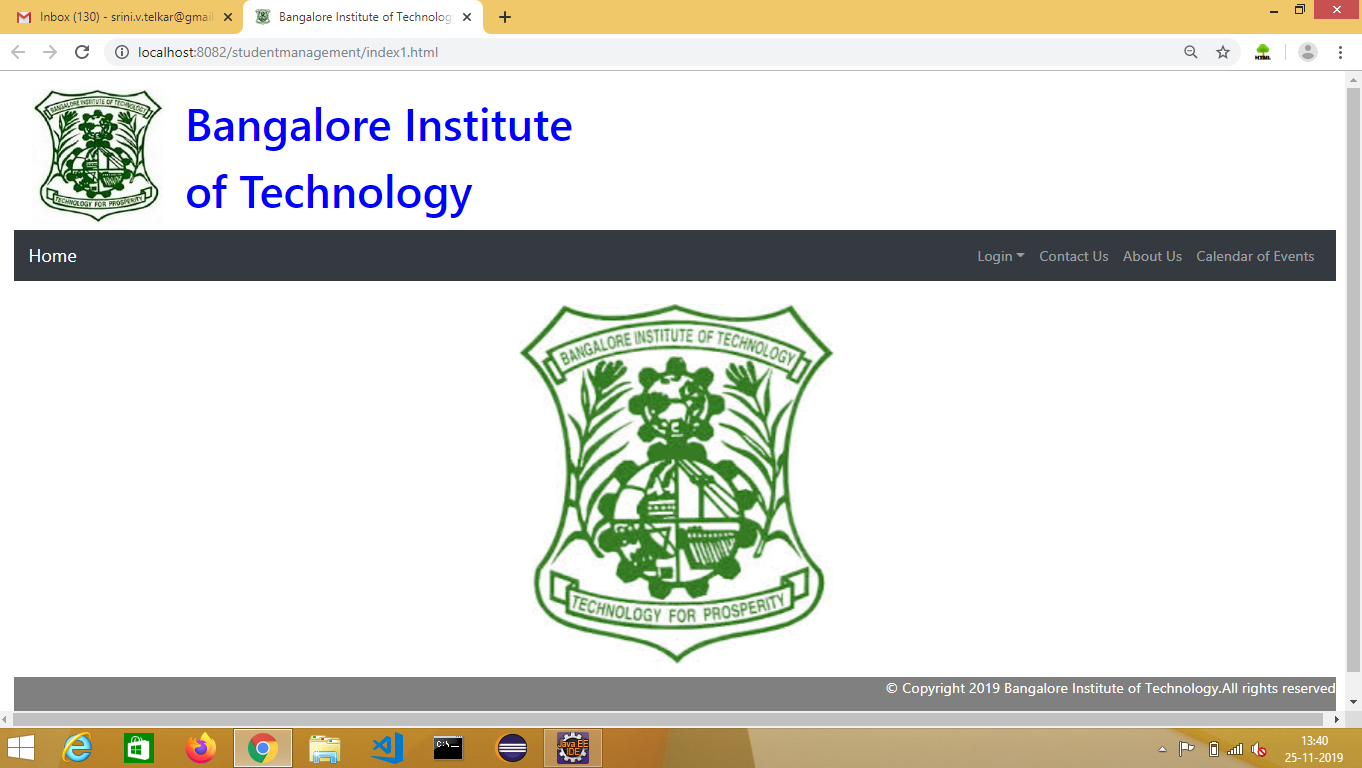 Inbox (130) - srini.v.telkar@gmail
Bangalore Institute of Technology
localhost:8082/studentmanagement/index1.html
HTML
BANGALORE INSTITUTE OF TECHNOLOGY
TECHNOLOGY FOR PROSPERITY
Bangalore Institute
of Technology
Home
Login
Contact Us
About Us
Calendar of Events
BANGALORE INSTITUTE OF TECHNOLOGY
TECHNOLOGY FOR PROSPERITY
© Copyright 2019 Bangalore Institute of Technology.All rights reserved
C:\.
Java EE
IDE
13:40
25-11-2019